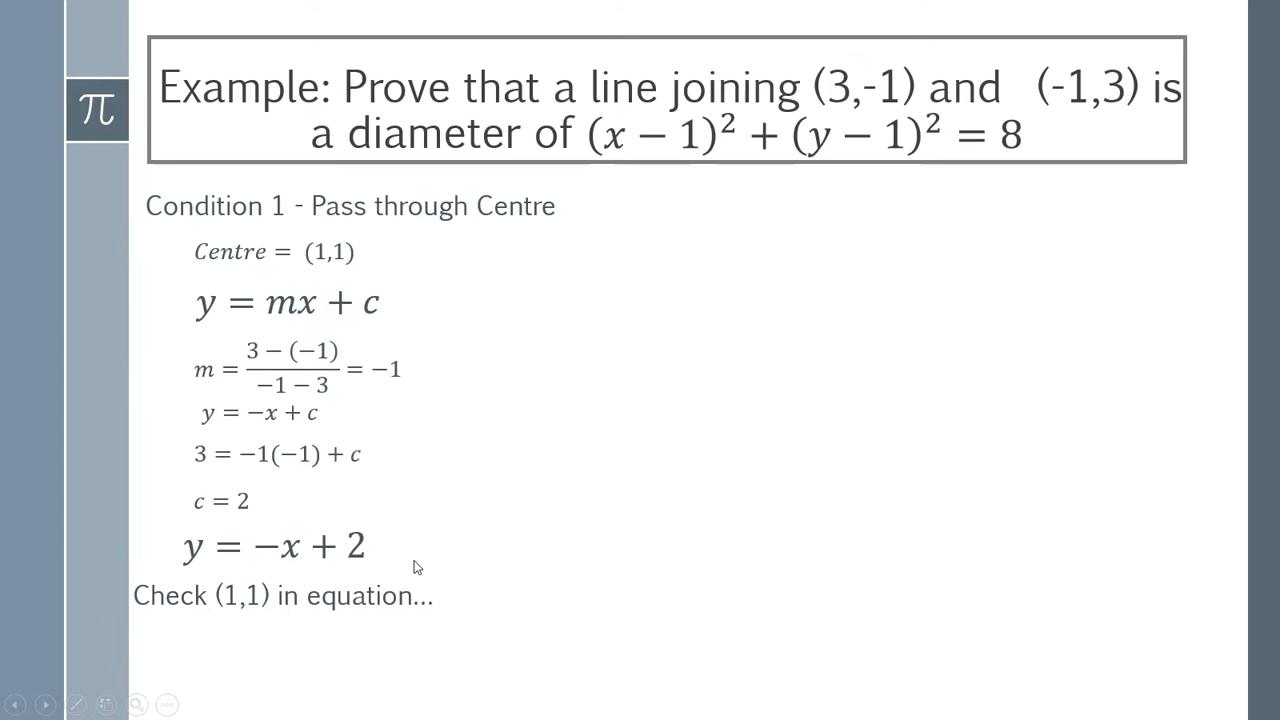 π
Example: Prove that a line joining (3,-1) and (-1,3) is
a diameter of (𝑥 − 1)² + (𝑦 − 1)² = 8
Condition 1 - Pass through Centre
𝐶𝑒𝑛𝑡𝑟𝑒 = (1,1)
𝑦 = 𝑚𝑥 + 𝑐
𝑚 = \frac{3 − (−1)}{−1 − 3} = −1
𝑦 = −𝑥 + 𝑐
3 = −1(−1) + 𝑐
𝑐 = 2
𝑦 = −𝑥 + 2
Check (1,1) in equation...